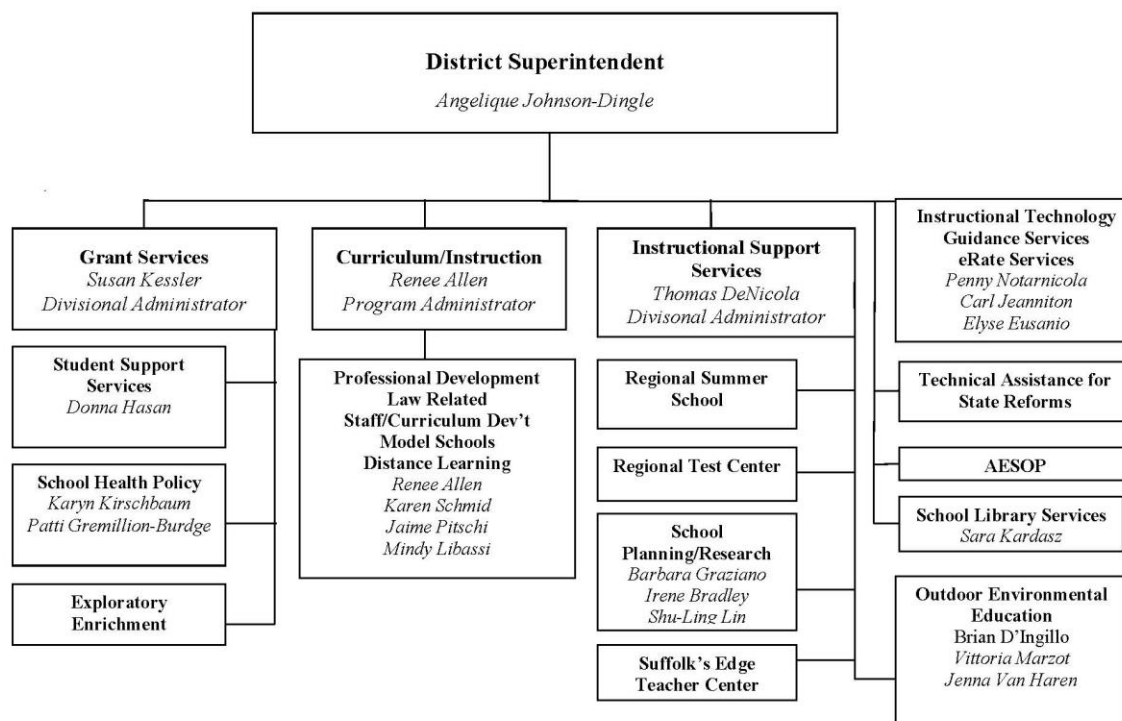 District Superintendent
Angelique Johnson-Dingle
Grant Services
Susan Kessler
Divisional Administrator
Student Support
Services
Donna Hasan
School Health Policy
Karyn Kirschbaum
Patti Gremillion-Burdge
Exploratory
Enrichment
Curriculum/Instruction
Renee Allen
Program Administrator
Professional Development
Law Related
Staff/Curriculum Dev't
Model Schools
Distance Learning
Renee Allen
Karen Schmid
Jaime Pitschi
Mindy Libassi
Instructional Support
Services
Thomas DeNicola
Divisonal Administrator
Regional Summer
School
Regional Test Center
School
Planning/Research
Barbara Graziano
Irene Bradley
Shu-Ling Lin
Suffolk's Edge
Teacher Center
Instructional Technology
Guidance Services
eRate Services
Penny Notarnicola
Carl Jeanniton
Elyse Eusanio
Technical Assistance for
State Reforms
AESOP
School Library Services
Sara Kardasz
Outdoor Environmental
Education
Brian D'Ingillo
Vittoria Marzot
Jenna Van Haren